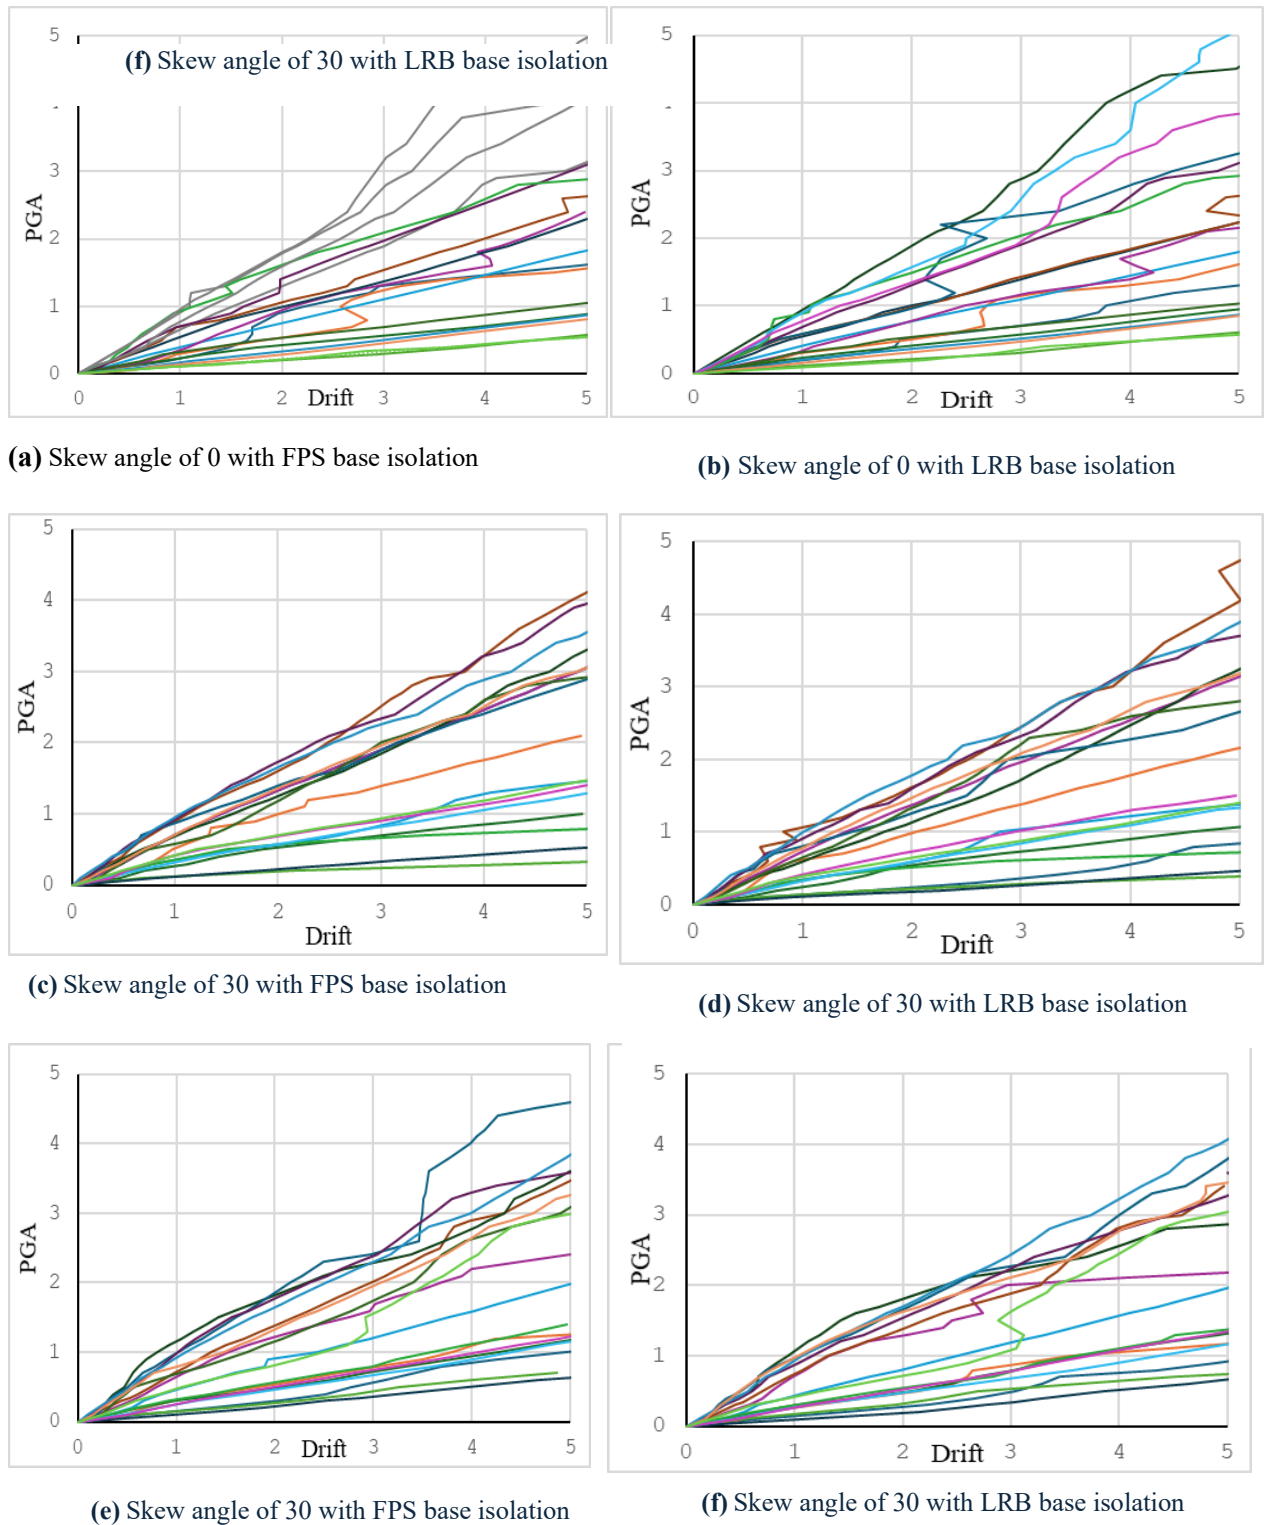 5
(f) Skew angle of 30 with LRB base isolation
3
2
1
0
PGA
0 1 2 3 4 5
Drift
5
4
3
2
1
0
PGA
0 1 2 3 4 5
Drift
(a) Skew angle of 0 with FPS base isolation
(b) Skew angle of 0 with LRB base isolation
5
4
3
2
1
0
PGA
0 1 2 3 4 5
Drift
5
4
3
2
1
0
PGA
0 1 2 3 4 5
Drift
(c) Skew angle of 30 with FPS base isolation
(d) Skew angle of 30 with LRB base isolation
5
4
3
2
1
0
PGA
0 1 2 3 4 5
Drift
5
4
3
2
1
0
PGA
0 1 2 3 4 5
Drift
(e) Skew angle of 30 with FPS base isolation
(f) Skew angle of 30 with LRB base isolation